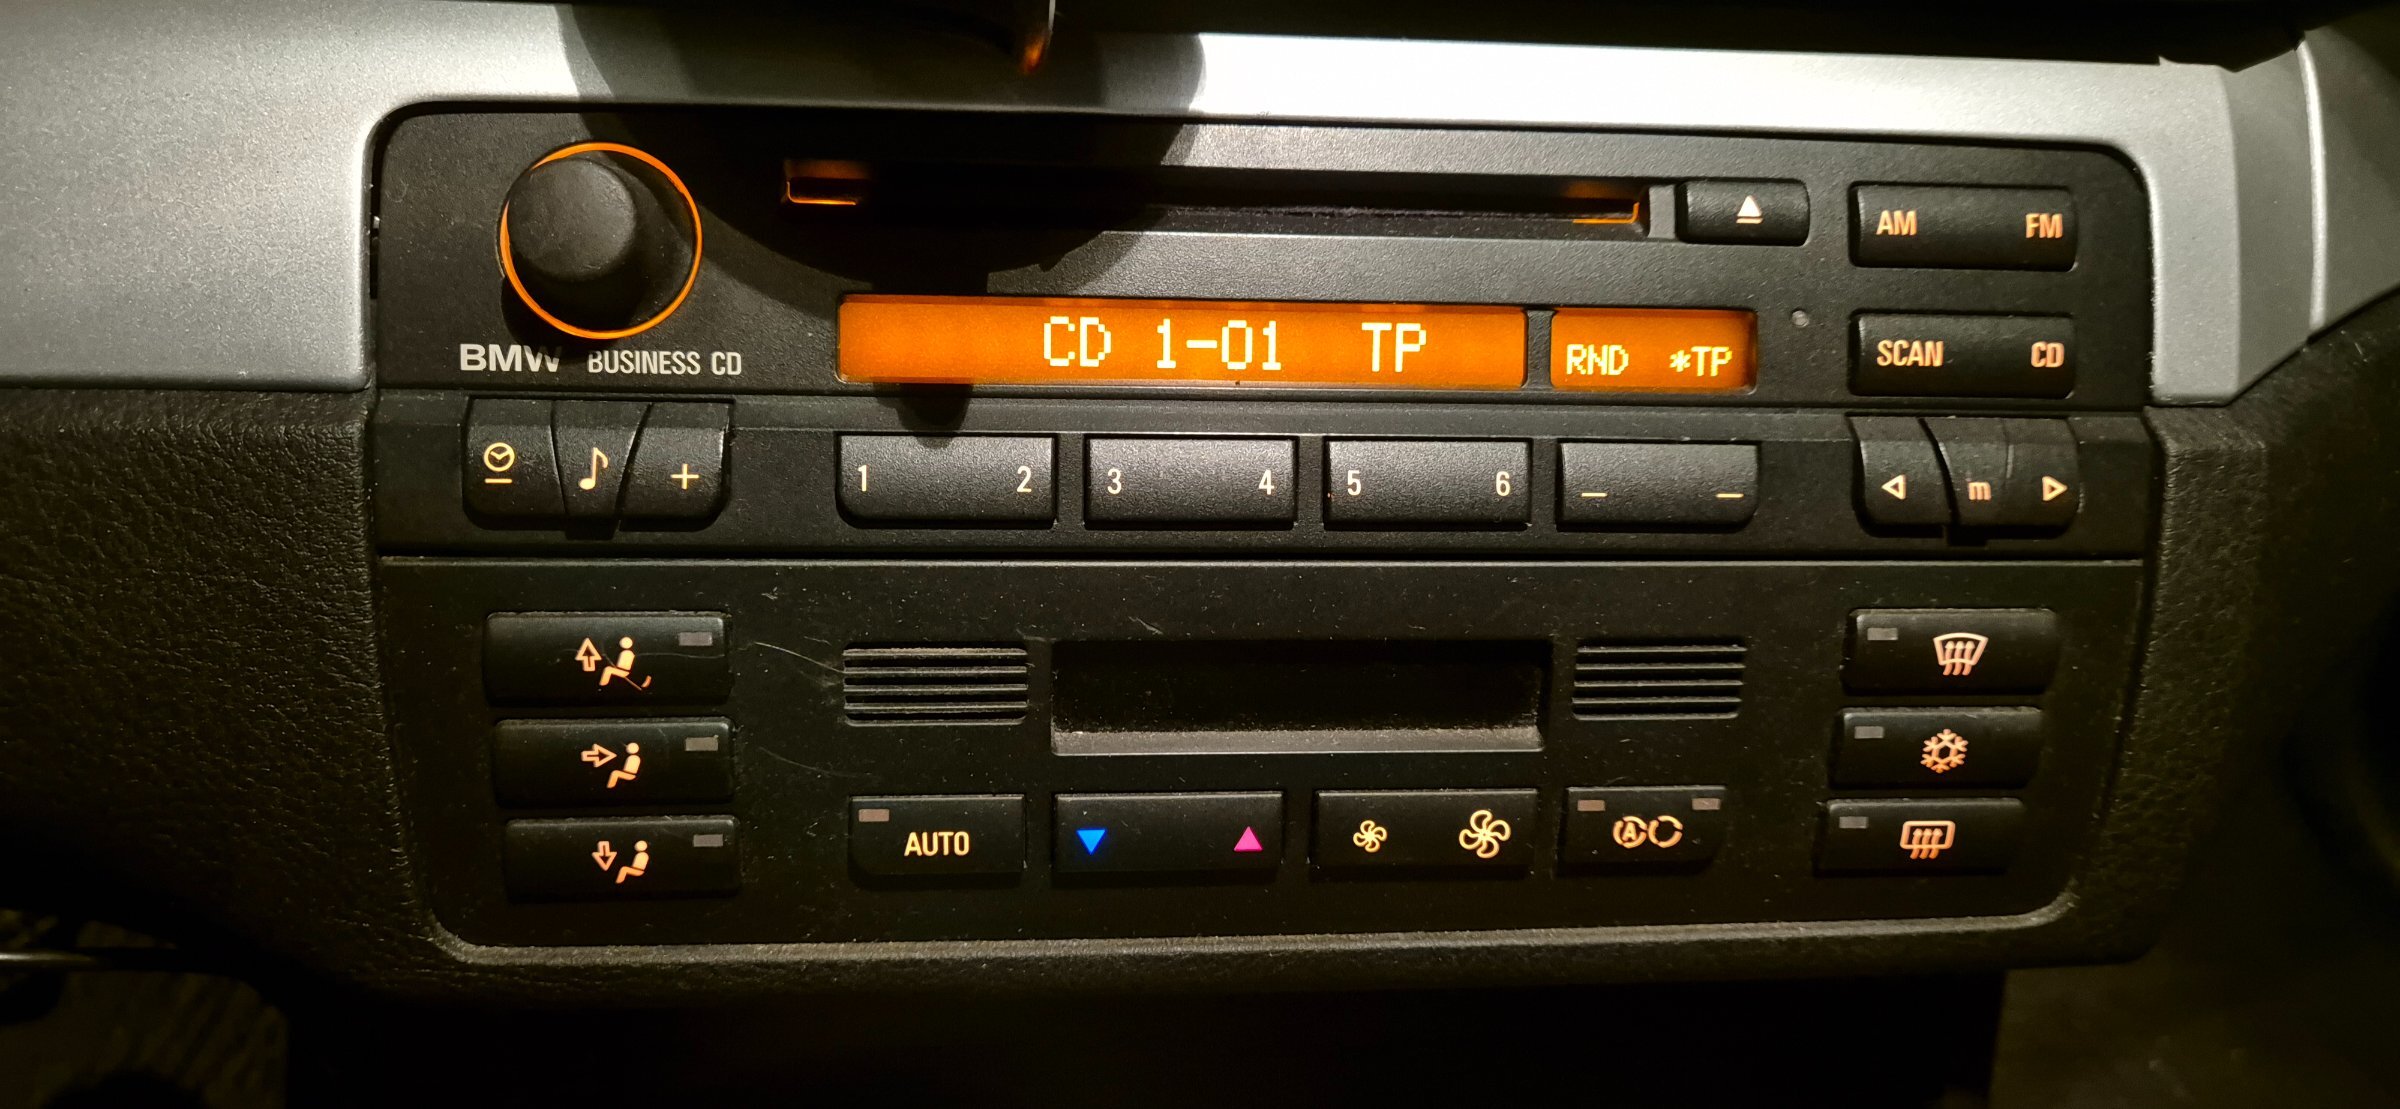 AM FM
BMW BUSINESS CD
CD 1-01 TP
RND *TP
SCAN CD
+
1 2
3 4
5 6
— —
m
AUTO
A